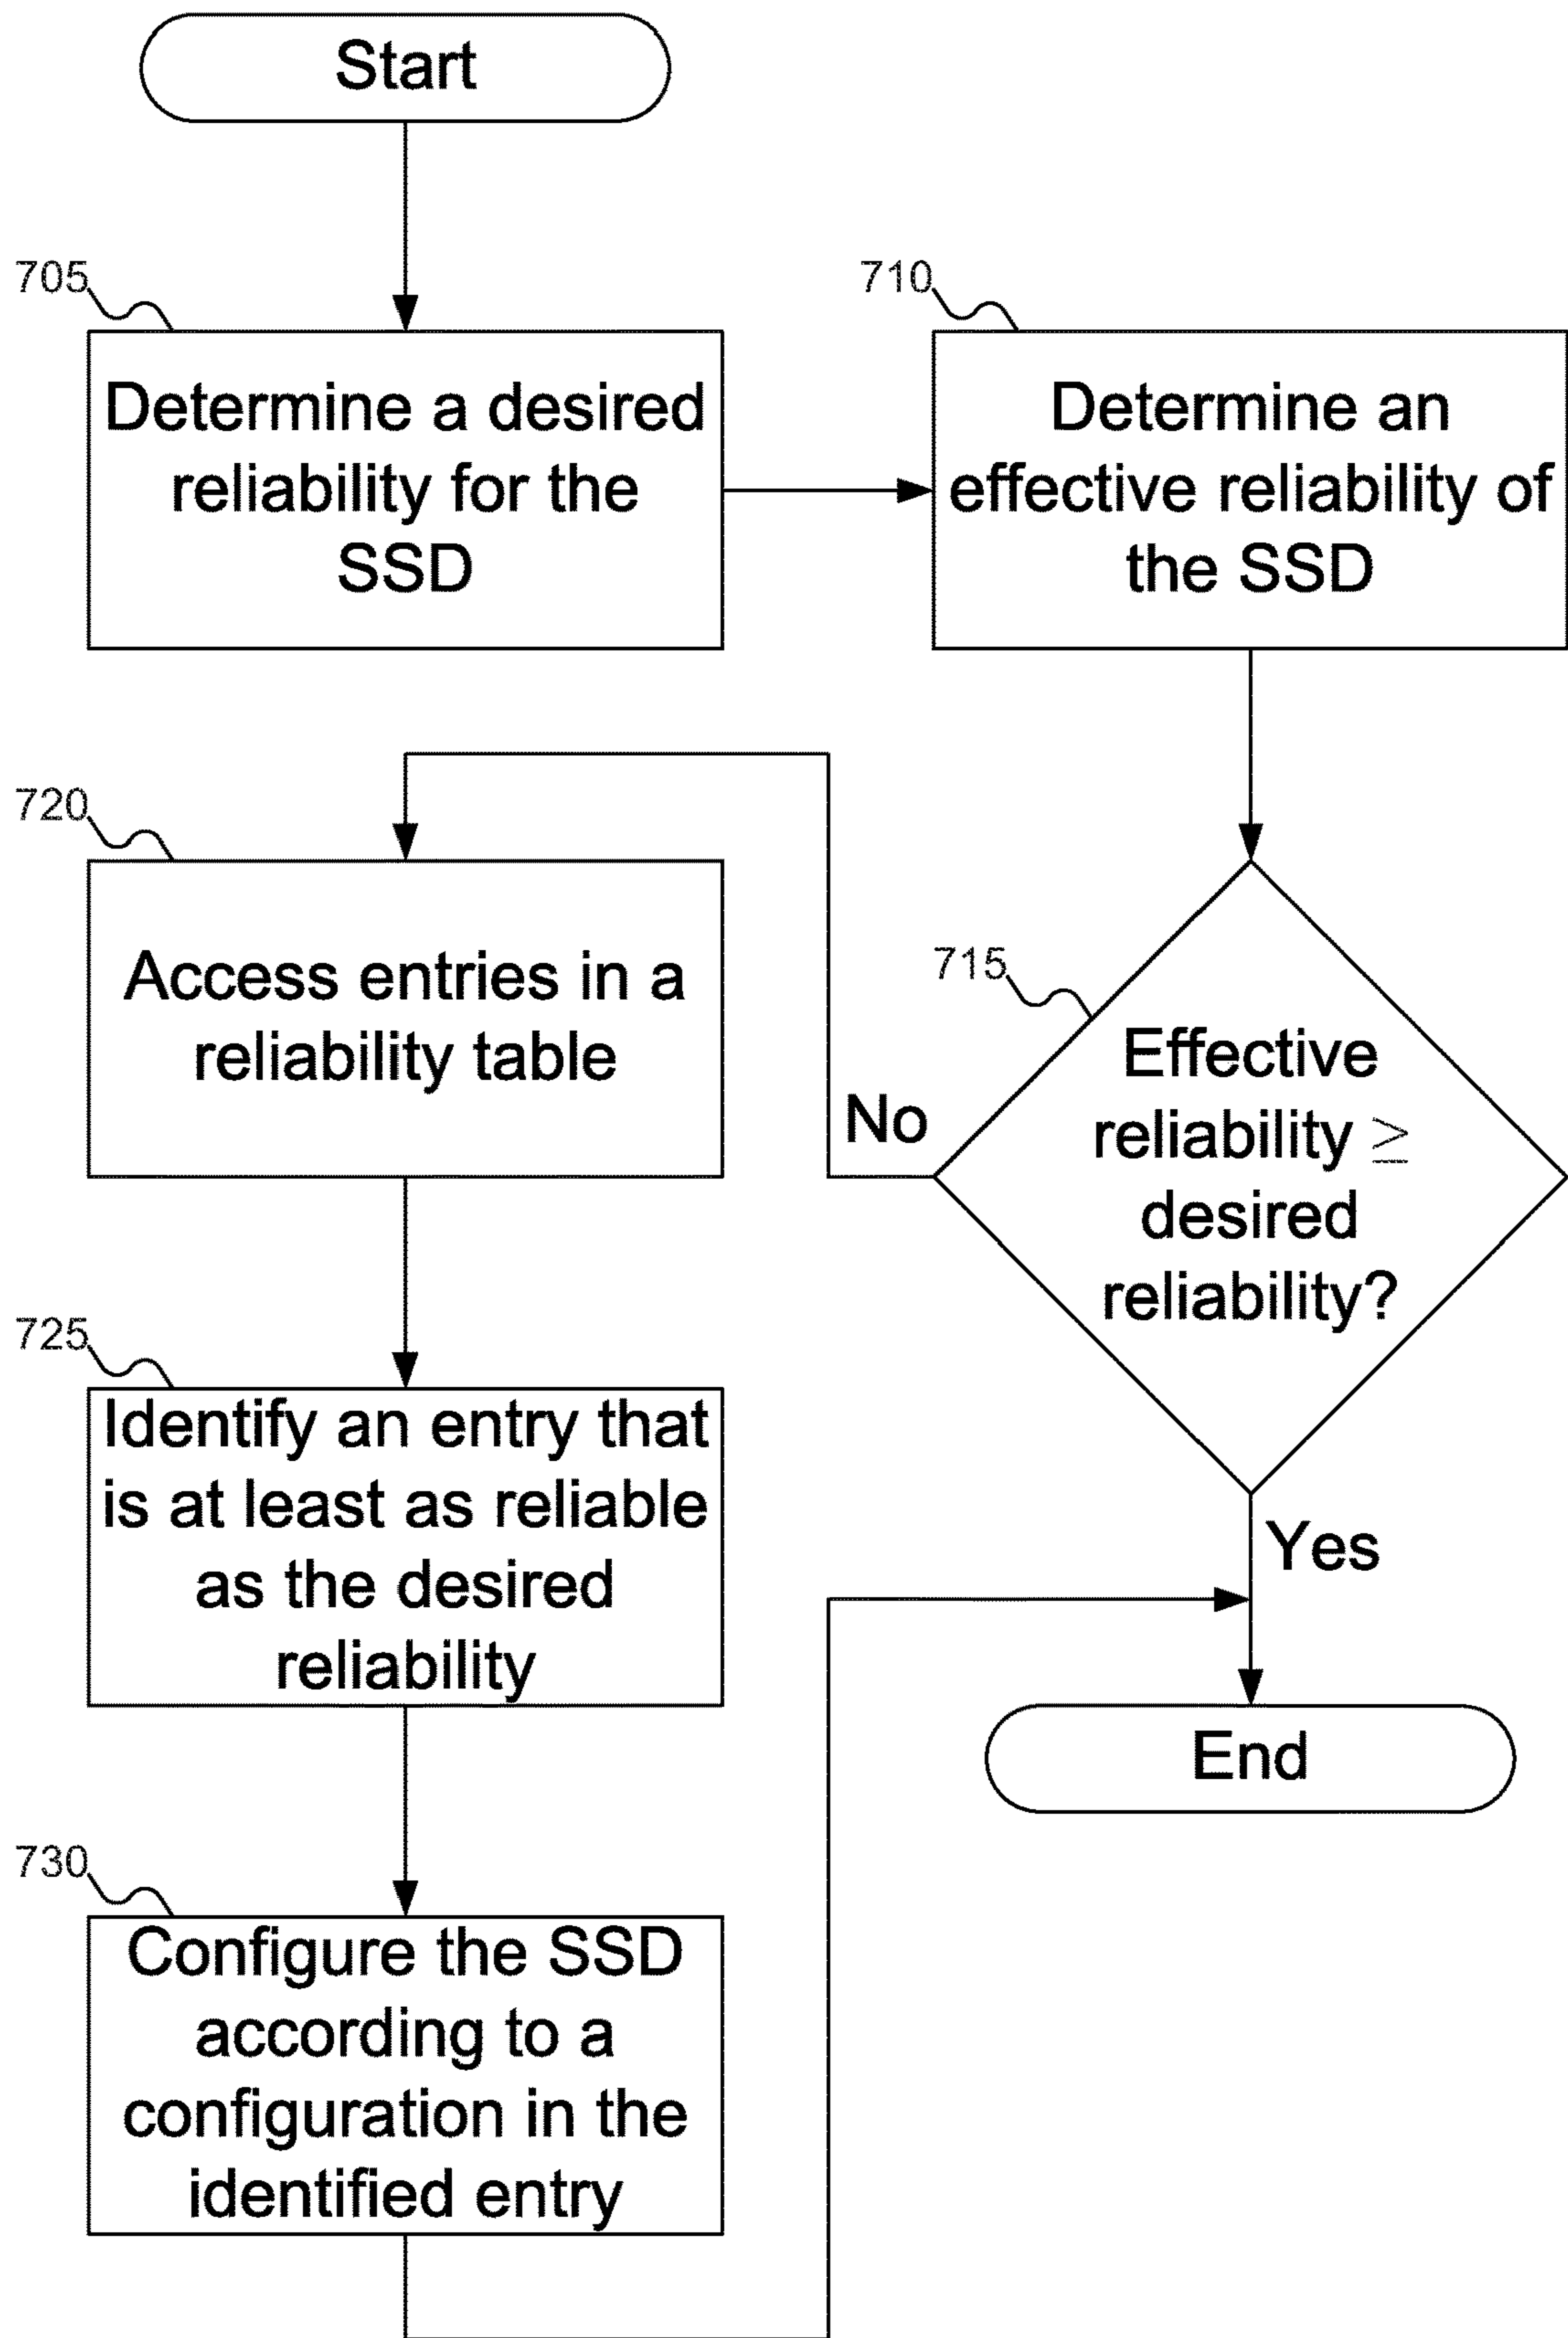 Start
705
Determine a desired
reliability for the
SSD
710
Determine an
effective reliability of
the SSD
715
Effective
reliability ≥
desired
reliability?
No
Yes
720
Access entries in a
reliability table
725
Identify an entry that
is at least as reliable
as the desired
reliability
730
Configure the SSD
according to a
configuration in the
identified entry
End